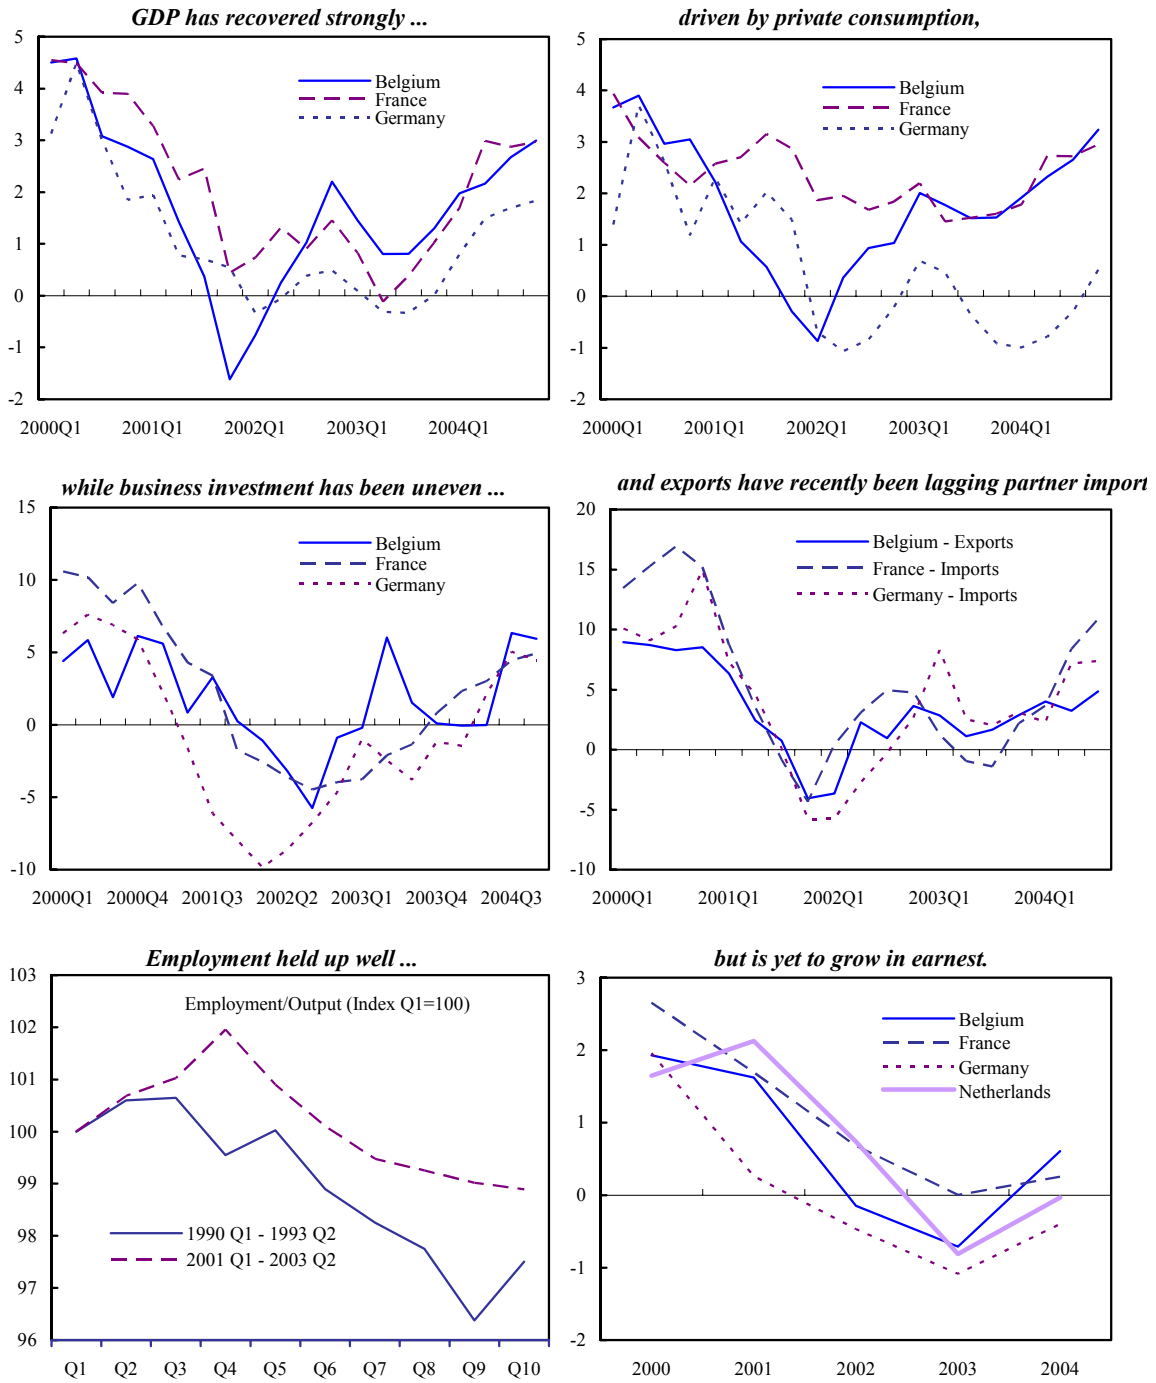 GDP has recovered strongly ...
5
4
3
2
1
0
-1
-2
Belgium
France
Germany
2000Q1 2001Q1 2002Q1 2003Q1 2004Q1
driven by private consumption,
5
4
3
2
1
0
-1
-2
Belgium
France
Germany
2000Q1 2001Q1 2002Q1 2003Q1 2004Q1
while business investment has been uneven ...
15
10
5
0
-5
-10
Belgium
France
Germany
2000Q1 2000Q4 2001Q3 2002Q2 2003Q1 2003Q4 2004Q3
and exports have recently been lagging partner import
20
15
10
5
0
-5
-10
Belgium - Exports
France - Imports
Germany - Imports
2000Q1 2001Q1 2002Q1 2003Q1 2004Q1
Employment held up well ...
103
102
101
100
99
98
97
96
Employment/Output (Index Q1=100)
1990 Q1 - 1993 Q2
2001 Q1 - 2003 Q2
Q1 Q2 Q3 Q4 Q5 Q6 Q7 Q8 Q9 Q10
but is yet to grow in earnest.
3
2
1
0
-1
-2
Belgium
France
Germany
Netherlands
2000 2001 2002 2003 2004